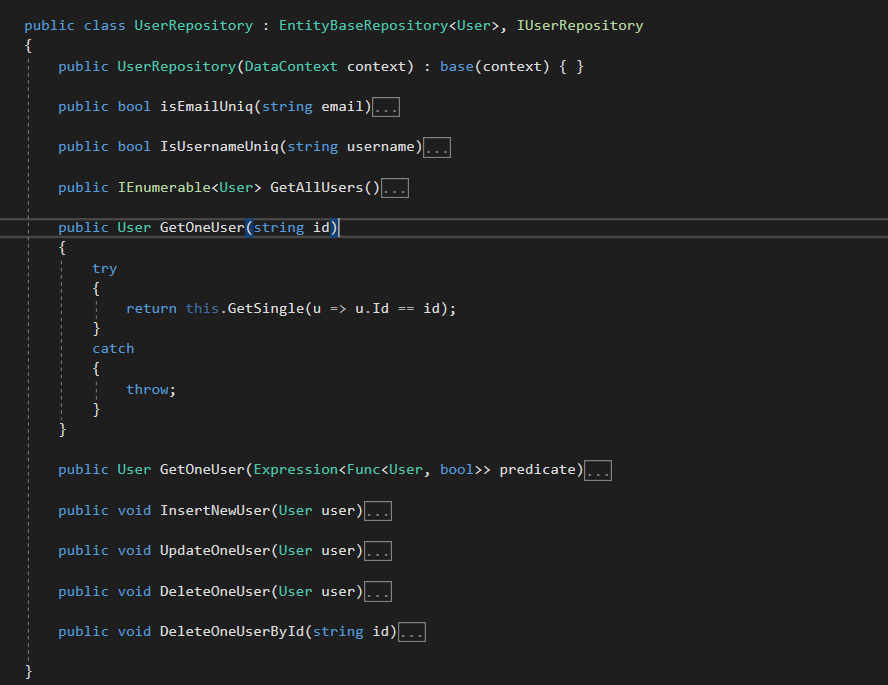 public class UserRepository : EntityBaseRepository<User>, IUserRepository
{
public UserRepository(DataContext context) : base(context) { }
public bool isEmailUniq(string email)...
public bool IsUsernameUniq(string username)...
public IEnumerable<User> GetAllUsers()...
public User GetOneUser(string id)
{
try
{
return this.GetSingle(u => u.Id == id);
}
catch
{
throw;
}
}
public User GetOneUser(Expression<Func<User, bool>> predicate)...
public void InsertNewUser(User user)...
public void UpdateOneUser(User user)...
public void DeleteOneUser(User user)...
public void DeleteOneUserById(string id)...
}